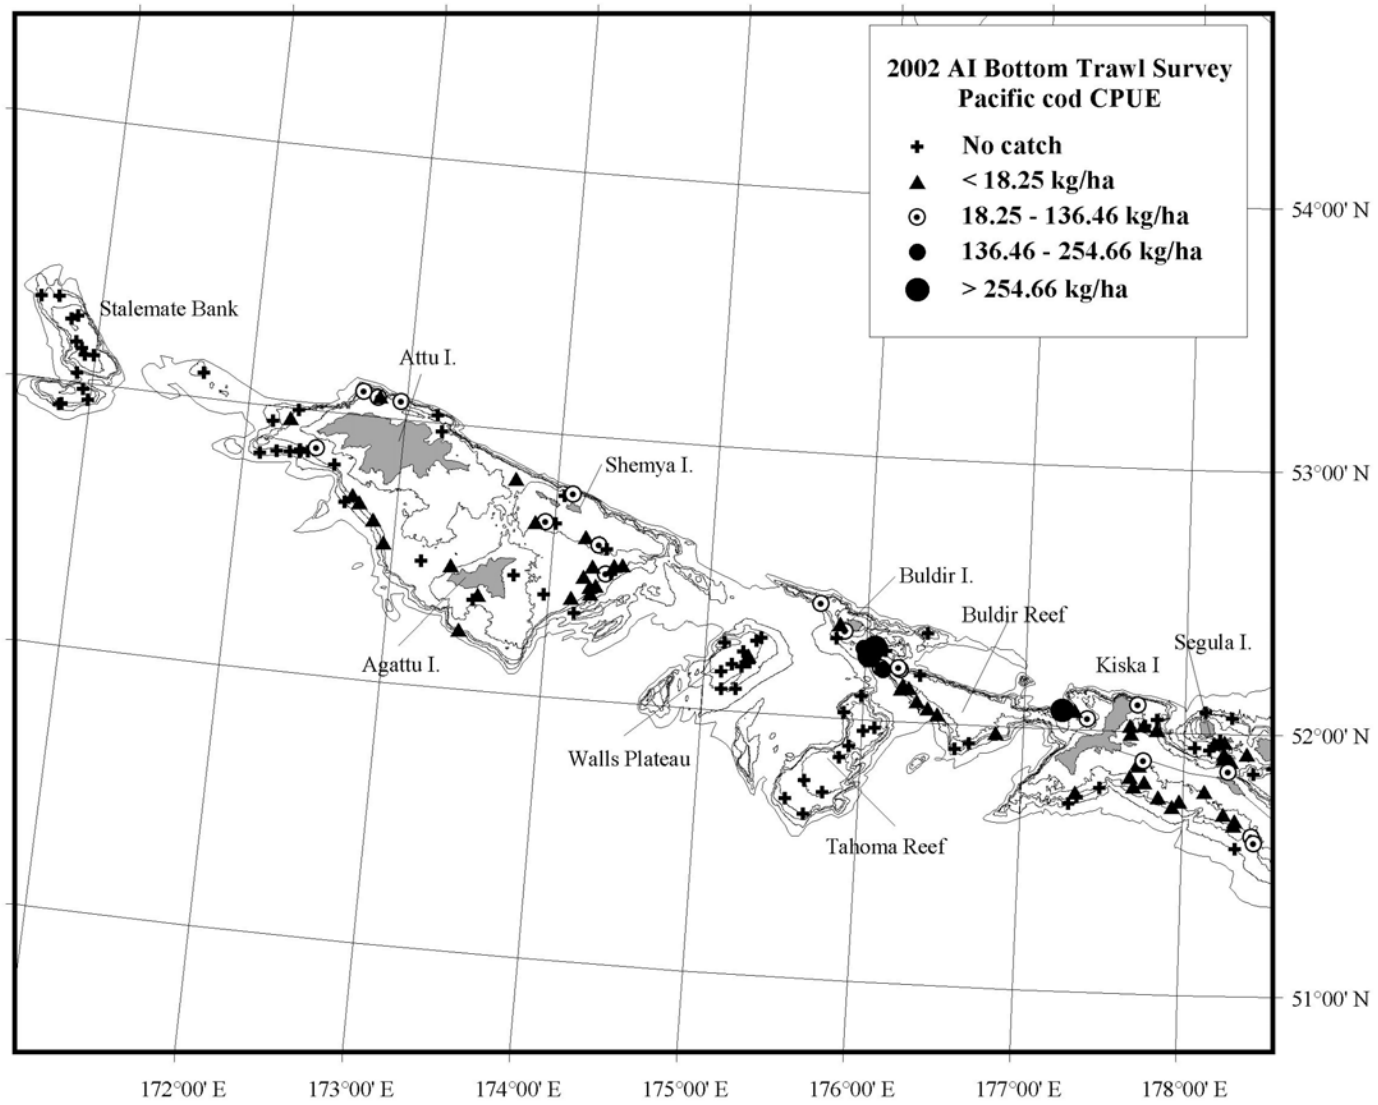 2002 AI Bottom Trawl Survey
Pacific cod CPUE
No catch
< 18.25 kg/ha
18.25 - 136.46 kg/ha
136.46 - 254.66 kg/ha
> 254.66 kg/ha
54°00' N
Stalemate Bank
Attu I.
Shemya I.
53°00' N
Buldir I.
Buldir Reef
Segula I.
Agattu I.
Kiska I
52°00' N
Walls Plateau
Tahoma Reef
51°00' N
172°00' E
173°00' E
174°00' E
175°00' E
176°00' E
177°00' E
178°00' E